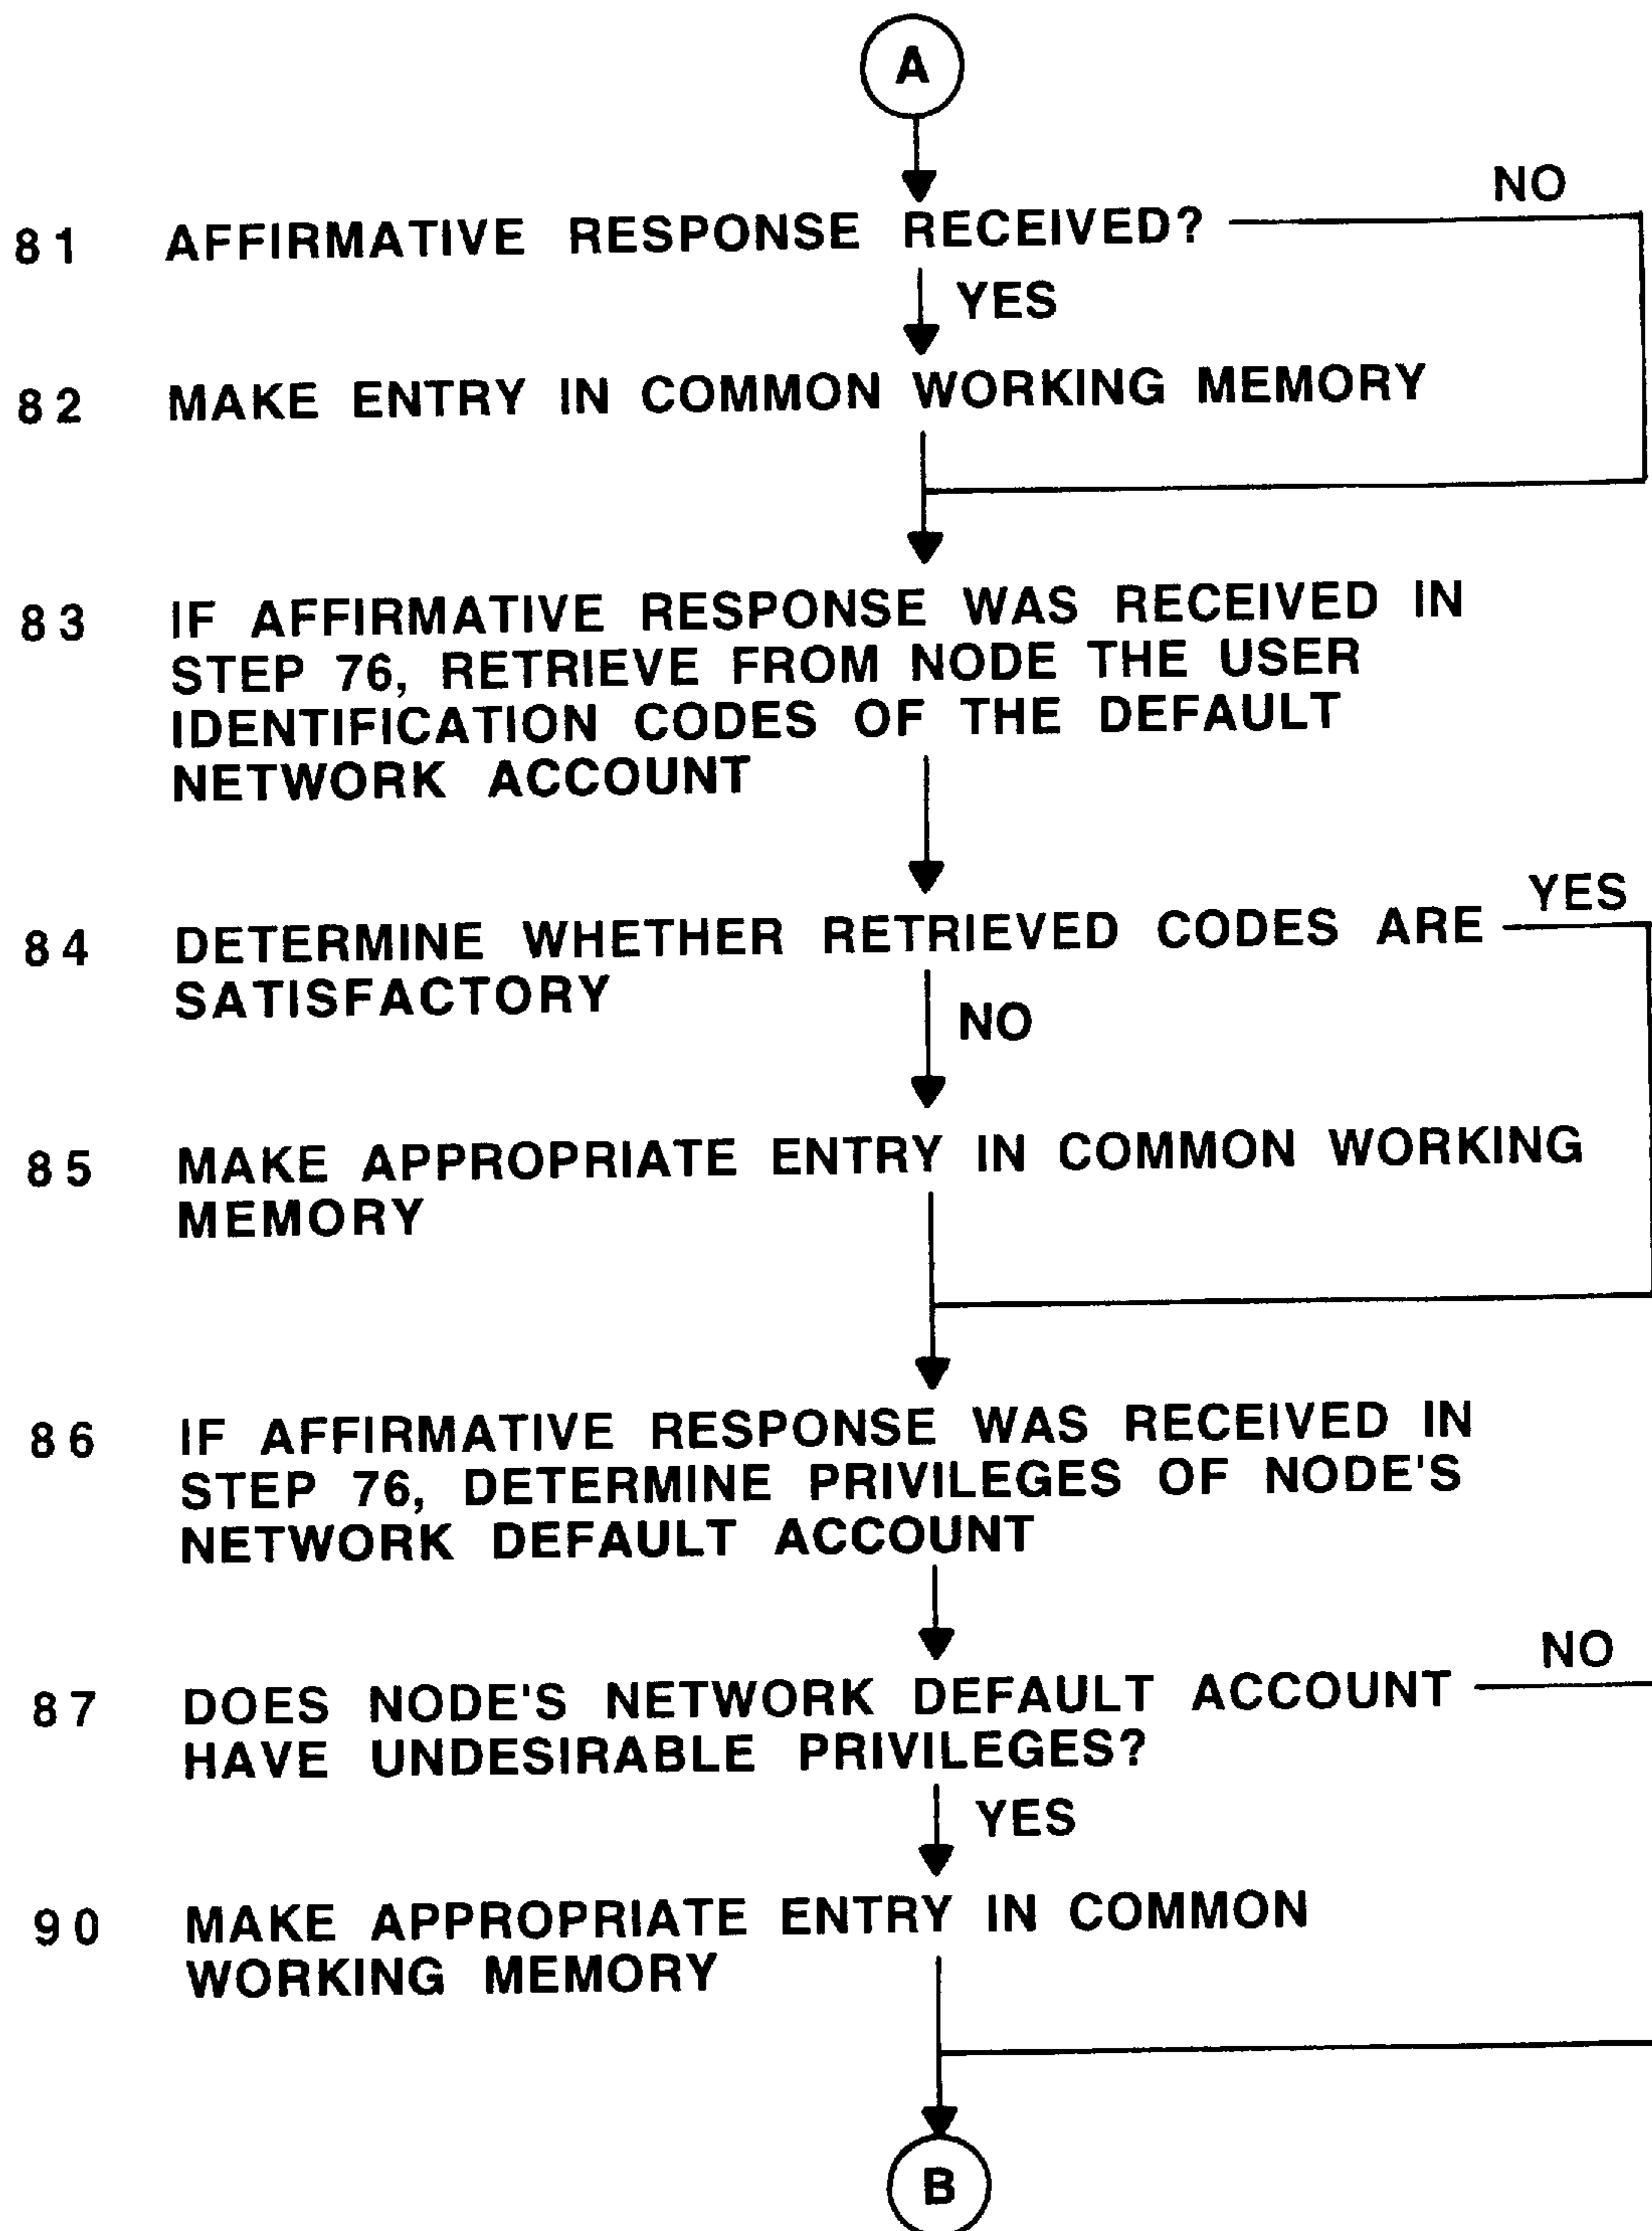 A
NO
81 AFFIRMATIVE RESPONSE RECEIVED?
YES
82 MAKE ENTRY IN COMMON WORKING MEMORY
83 IF AFFIRMATIVE RESPONSE WAS RECEIVED IN
STEP 76, RETRIEVE FROM NODE THE USER
IDENTIFICATION CODES OF THE DEFAULT
NETWORK ACCOUNT
YES
84 DETERMINE WHETHER RETRIEVED CODES ARE
SATISFACTORY
NO
85 MAKE APPROPRIATE ENTRY IN COMMON WORKING
MEMORY
86 IF AFFIRMATIVE RESPONSE WAS RECEIVED IN
STEP 76, DETERMINE PRIVILEGES OF NODE'S
NETWORK DEFAULT ACCOUNT
NO
87 DOES NODE'S NETWORK DEFAULT ACCOUNT
HAVE UNDESIRABLE PRIVILEGES?
YES
90 MAKE APPROPRIATE ENTRY IN COMMON
WORKING MEMORY
B